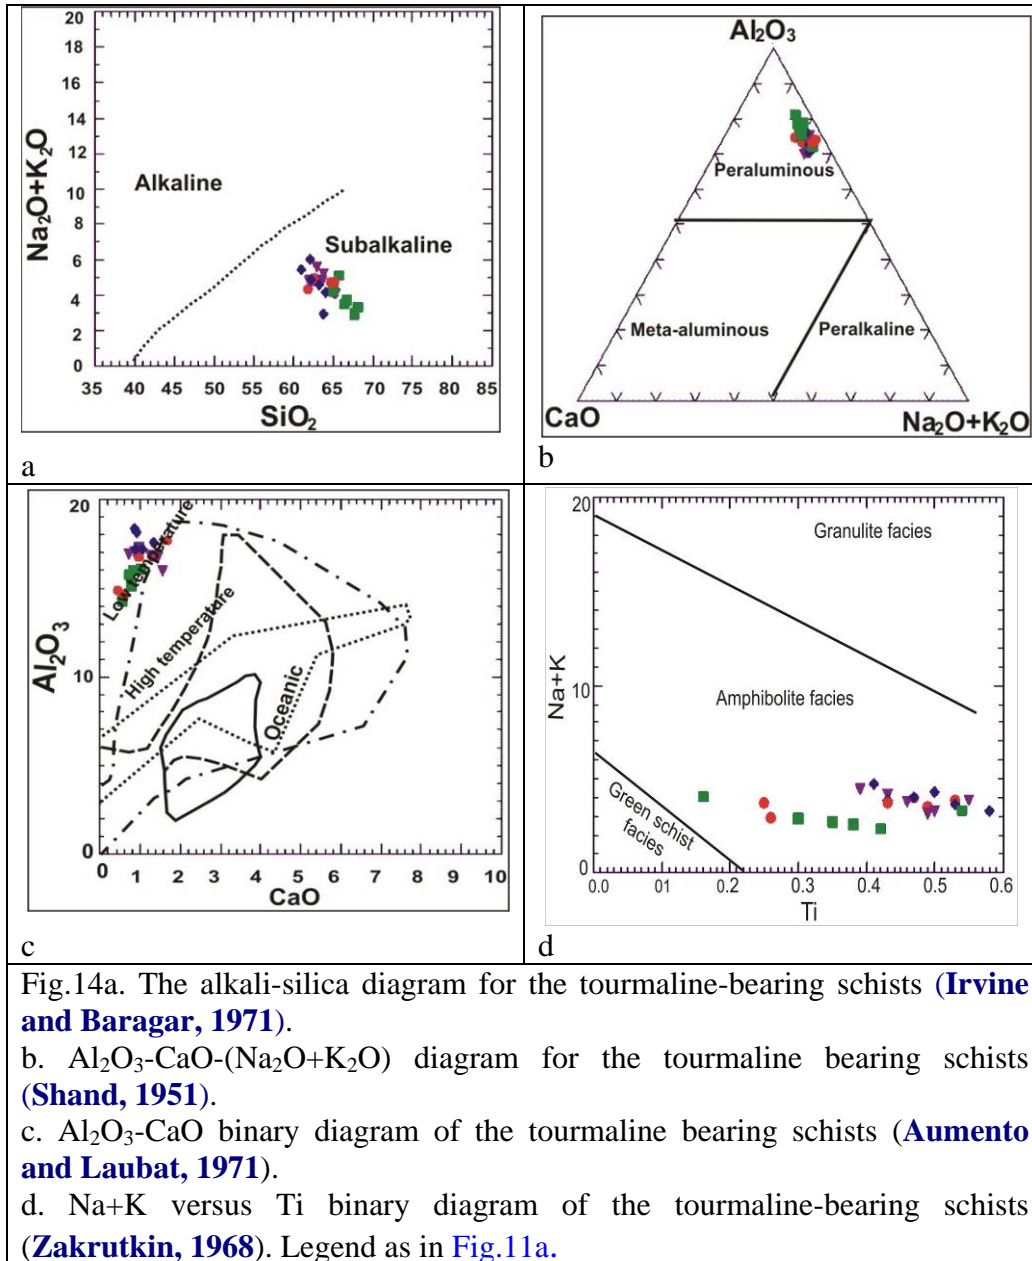 20
18
16
14
12
10
8
6
4
2
0
Na₂O+K₂O
Alkaline
Subalkaline
35 45 50 55 60 65 70 75 80 85
SiO₂
a
Al₂O₃
Peraluminous
Meta-aluminous
Peralkaline
CaO
Na₂O+K₂O
b
20
10
0
Al₂O₃
Low temperature
High temperature
Oceanic
0 1 2 3 4 5 6 7 8 9 10
CaO
c
20
10
0
Na+K
Granulite facies
Amphibolite facies
Green schist
facies
0.0 01 0.2 0.3 0.4 0.5 0.6
Ti
d
Fig.14a. The alkali-silica diagram for the tourmaline-bearing schists (Irvine
and Baragar, 1971).
b. Al₂O₃-CaO-(Na₂O+K₂O) diagram for the tourmaline bearing schists
(Shand, 1951).
c. Al₂O₃-CaO binary diagram of the tourmaline bearing schists (Aumento
and Laubat, 1971).
d. Na+K versus Ti binary diagram of the tourmaline-bearing schists
(Zakrutkin, 1968). Legend as in Fig.11a.